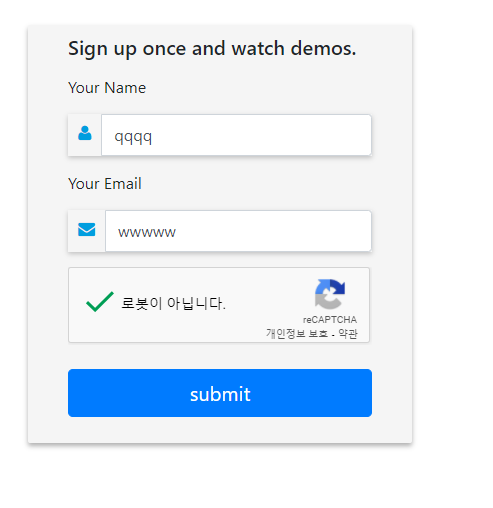 Sign up once and watch demos.
Your Name
qqqq
Your Email
wwwww
로봇이 아닙니다.
reCAPTCHA
개인정보 보호 - 약관
submit